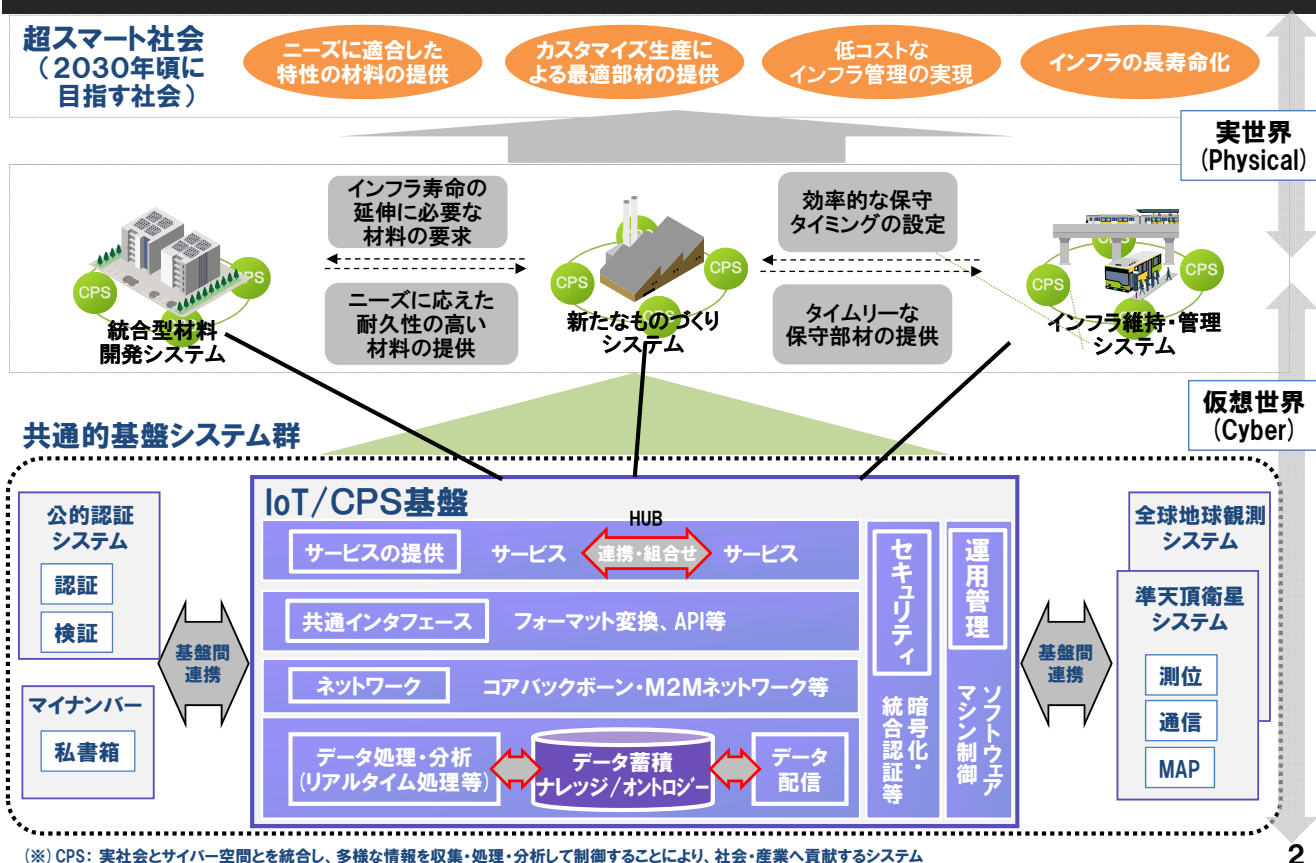 超スマート社会
（2030年頃に
目指す社会）
ニーズに適合した
特性の材料の提供
カスタマイズ生産に
よる最適部材の提供
低コストな
インフラ管理の実現
インフラの長寿命化
実世界
(Physical)
インフラ寿命の
延伸に必要な
材料の要求
効率的な保守
タイミングの設定
CPS
CPS
CPS
CPS
CPS
CPS
CPS
CPS
ニーズに応えた
耐久性の高い
材料の提供
タイムリーな
保守部材の提供
統合型材料
開発システム
新たなものづくり
システム
インフラ維持・管理
システム
仮想世界
(Cyber)
共通的基盤システム群
公的認証
システム
認証
検証
マイナンバー
私書箱
基盤間
連携
IoT/CPS基盤
HUB
サービスの提供
サービス
連携・組合せ
サービス
共通インタフェース
フォーマット変換、API等
ネットワーク
コアバックボーン・M2Mネットワーク等
データ処理・分析
(リアルタイム処理等)
データ蓄積
ナレッジ/オントロジー
データ
配信
セキュリティ
暗号化・
統合認証等
運用管理
ソフトウェア
マシン制御
基盤間
連携
全球地球観測
システム
準天頂衛星
システム
測位
通信
MAP
(※) CPS: 実社会とサイバー空間とを統合し、多様な情報を収集・処理・分析して制御することにより、社会・産業へ貢献するシステム
2